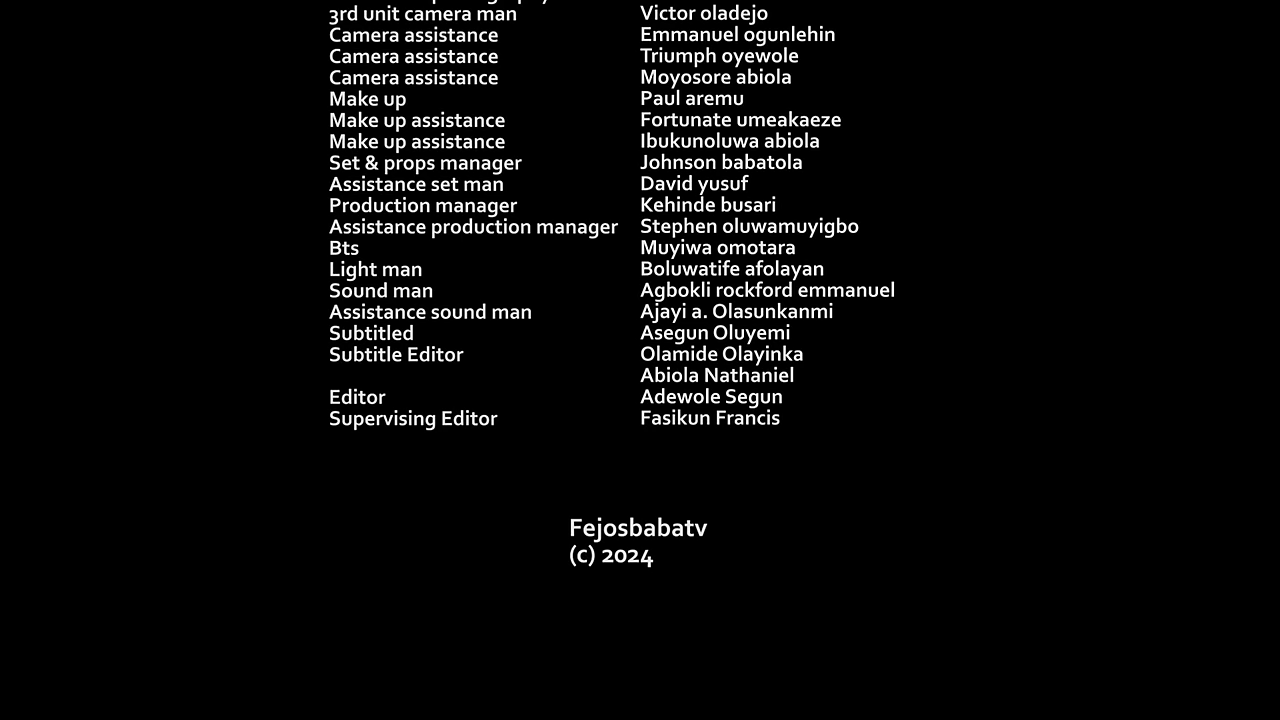 3rd unit camera man Victor oladejo
Camera assistance Emmanuel ogunlehin
Camera assistance Triumph oyewole
Camera assistance Moyosore abiola
Make up Paul aremu
Make up assistance Fortunate umeakaeze
Make up assistance Ibukunoluwa abiola
Set & props manager Johnson babatola
Assistance set man David yusuf
Production manager Kehinde busari
Assistance production manager Stephen oluwamuyigbo
Bts Muyiwa omotara
Light man Boluwatife afolayan
Sound man Agbokli rockford emmanuel
Assistance sound man Ajayi a. Olasunkanmi
Subtitled Asegun Oluyemi
Subtitle Editor Olamide Olayinka
Abiola Nathaniel
Editor Adewole Segun
Supervising Editor Fasikun Francis
Fejosbabatv
(c) 2024